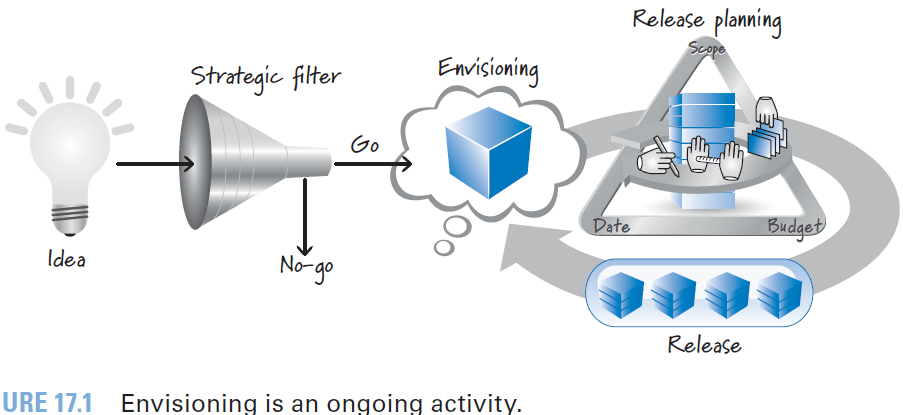 Release planning
Scope
Strategic filter
Envisioning
Go
Date
Budget
Idea
No-go
Release
URE 17.1 Envisioning is an ongoing activity.